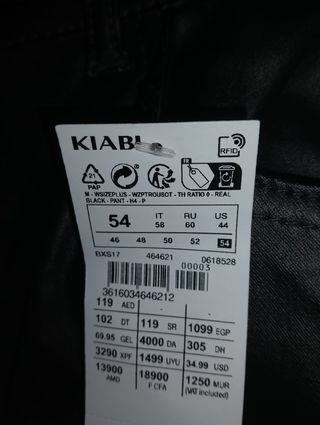 KIABI
RFID
FR
21
PAP
M - WSIZEPLUS - WZPTROUBOT - TH RATIO 0 - REAL
BLACK - PANT - H4 - P
54 IT RU US
58 60 44
46 48 50 52 54
BXS17 464621 0618528
00003
3616034646212
119 AED
102 DT 119 SR 1099 EGP
69.95 GEL 4000 DA 305 DH
3290 XPF 1499 UYU 34.99 USD
13900 AMD 18900 F CFA 1250 MUR
(VAT included)